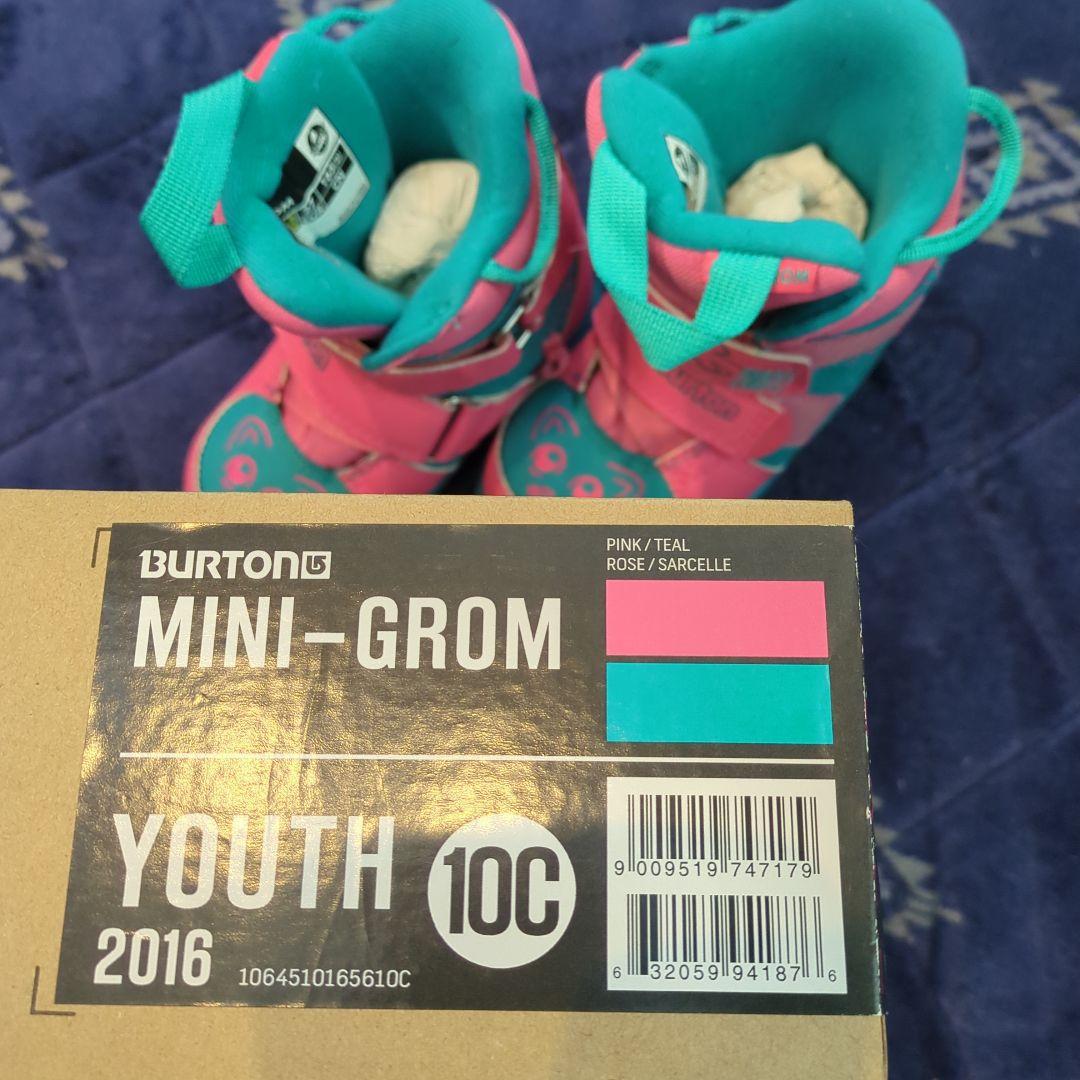 BURTON
MINI-GROM
PINK / TEAL
ROSE / SARCELLE
YOUTH
10C
2016
1064510165610C
9 009519 747179
6 32059 94187 6